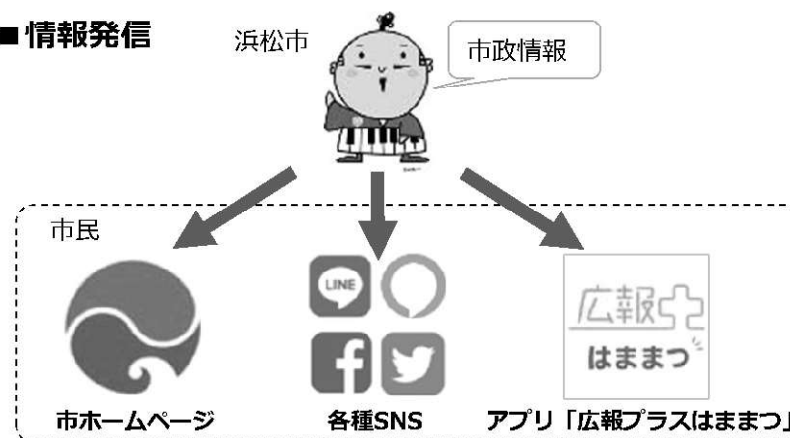 ■情報発信
浜松市
市政情報
市民
LINE
広報
はままつ
市ホームページ
各種SNS
アプリ「広報プラスはままつ」